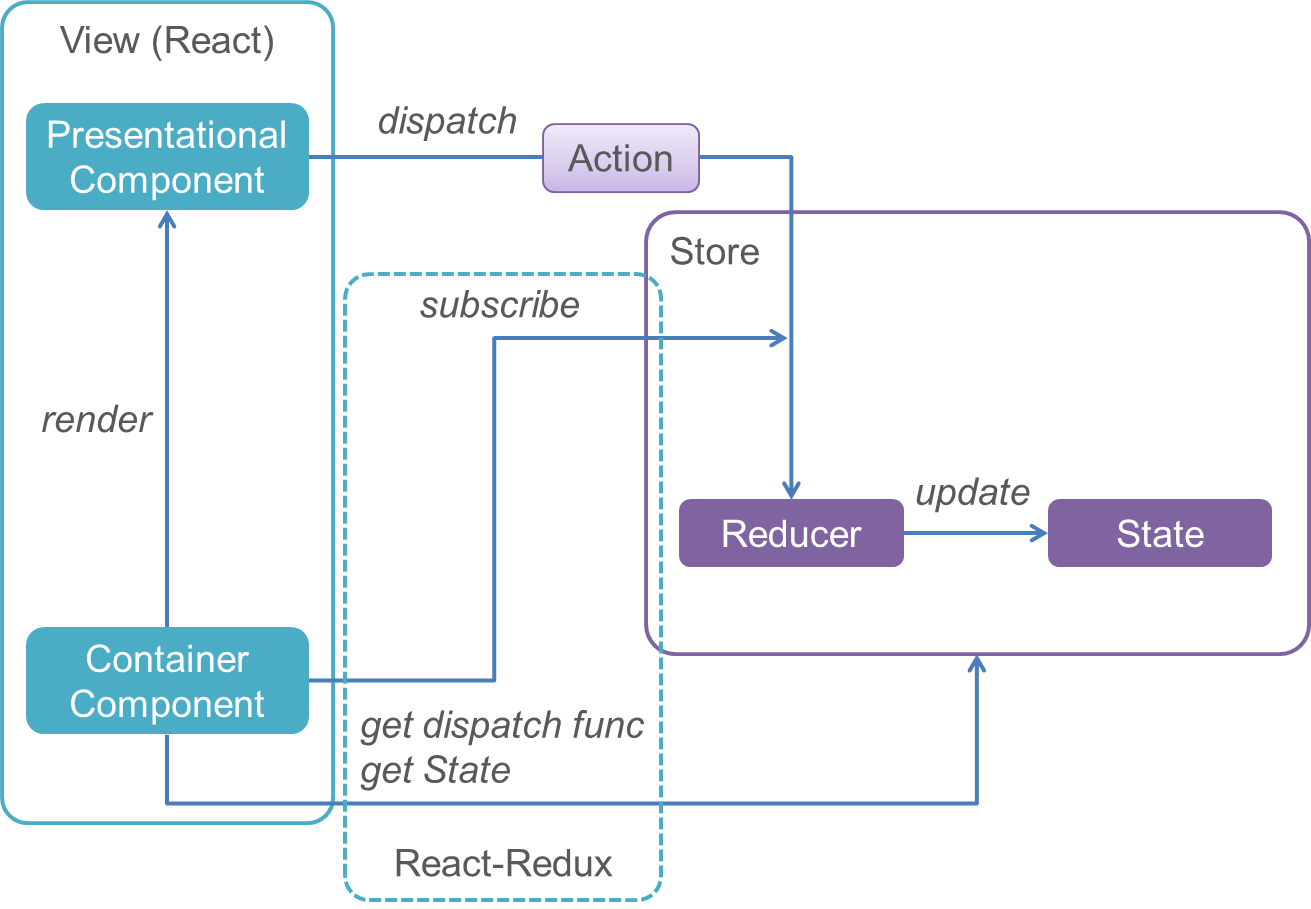 View (React)
Presentational
Component
dispatch
Action
Store
subscribe
render
update
Reducer
State
Container
Component
get dispatch func
get State
React-Redux